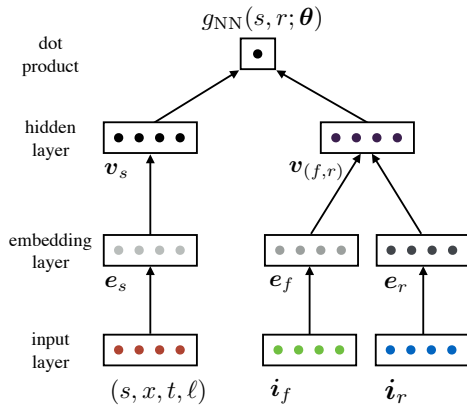 g_NN(s, r; θ)
dot
product
hidden
layer
v_s
v_(f,r)
embedding
layer
e_s
e_f
e_r
input
layer
(s, x, t, ℓ)
i_f
i_r